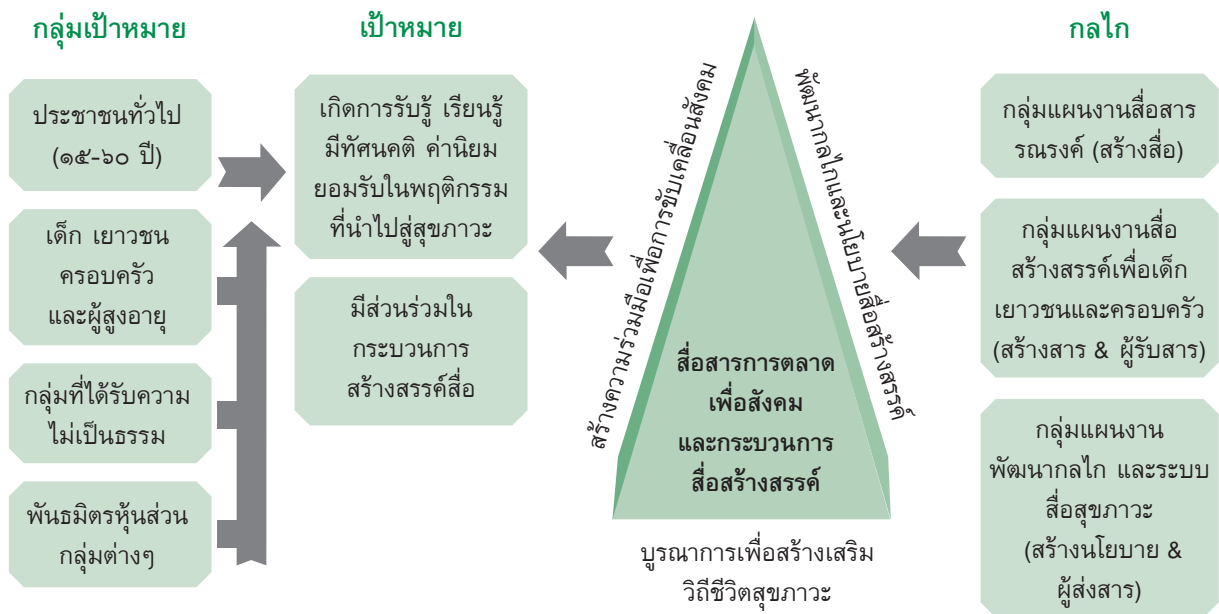 กลุ่มเป้าหมาย
ประชาชนทั่วไป
(๑๕-๖๐ ปี)
เด็ก เยาวชน
ครอบครัว
และผู้สูงอายุ
กลุ่มที่ได้รับความ
ไม่เป็นธรรม
พันธมิตรหุ้นส่วน
กลุ่มต่างๆ
เป้าหมาย
เกิดการรับรู้ เรียนรู้
มีทัศนคติ ค่านิยม
ยอมรับในพฤติกรรม
ที่นำไปสู่สุขภาวะ
มีส่วนร่วมใน
กระบวนการ
สร้างสรรค์สื่อ
สร้างความร่วมมือเพื่อการขับเคลื่อนสังคม
พัฒนากลไกและนโยบายสื่อสร้างสรรค์
สื่อสารการตลาด
เพื่อสังคม
และกระบวนการ
สื่อสร้างสรรค์
บูรณาการเพื่อสร้างเสริม
วิถีชีวิตสุขภาวะ
กลไก
กลุ่มแผนงานสื่อสาร
รณรงค์ (สร้างสื่อ)
กลุ่มแผนงานสื่อ
สร้างสรรค์เพื่อเด็ก
เยาวชนและครอบครัว
(สร้างสาร & ผู้รับสาร)
กลุ่มแผนงาน
พัฒนากลไก และระบบ
สื่อสุขภาวะ
(สร้างนโยบาย &
ผู้ส่งสาร)